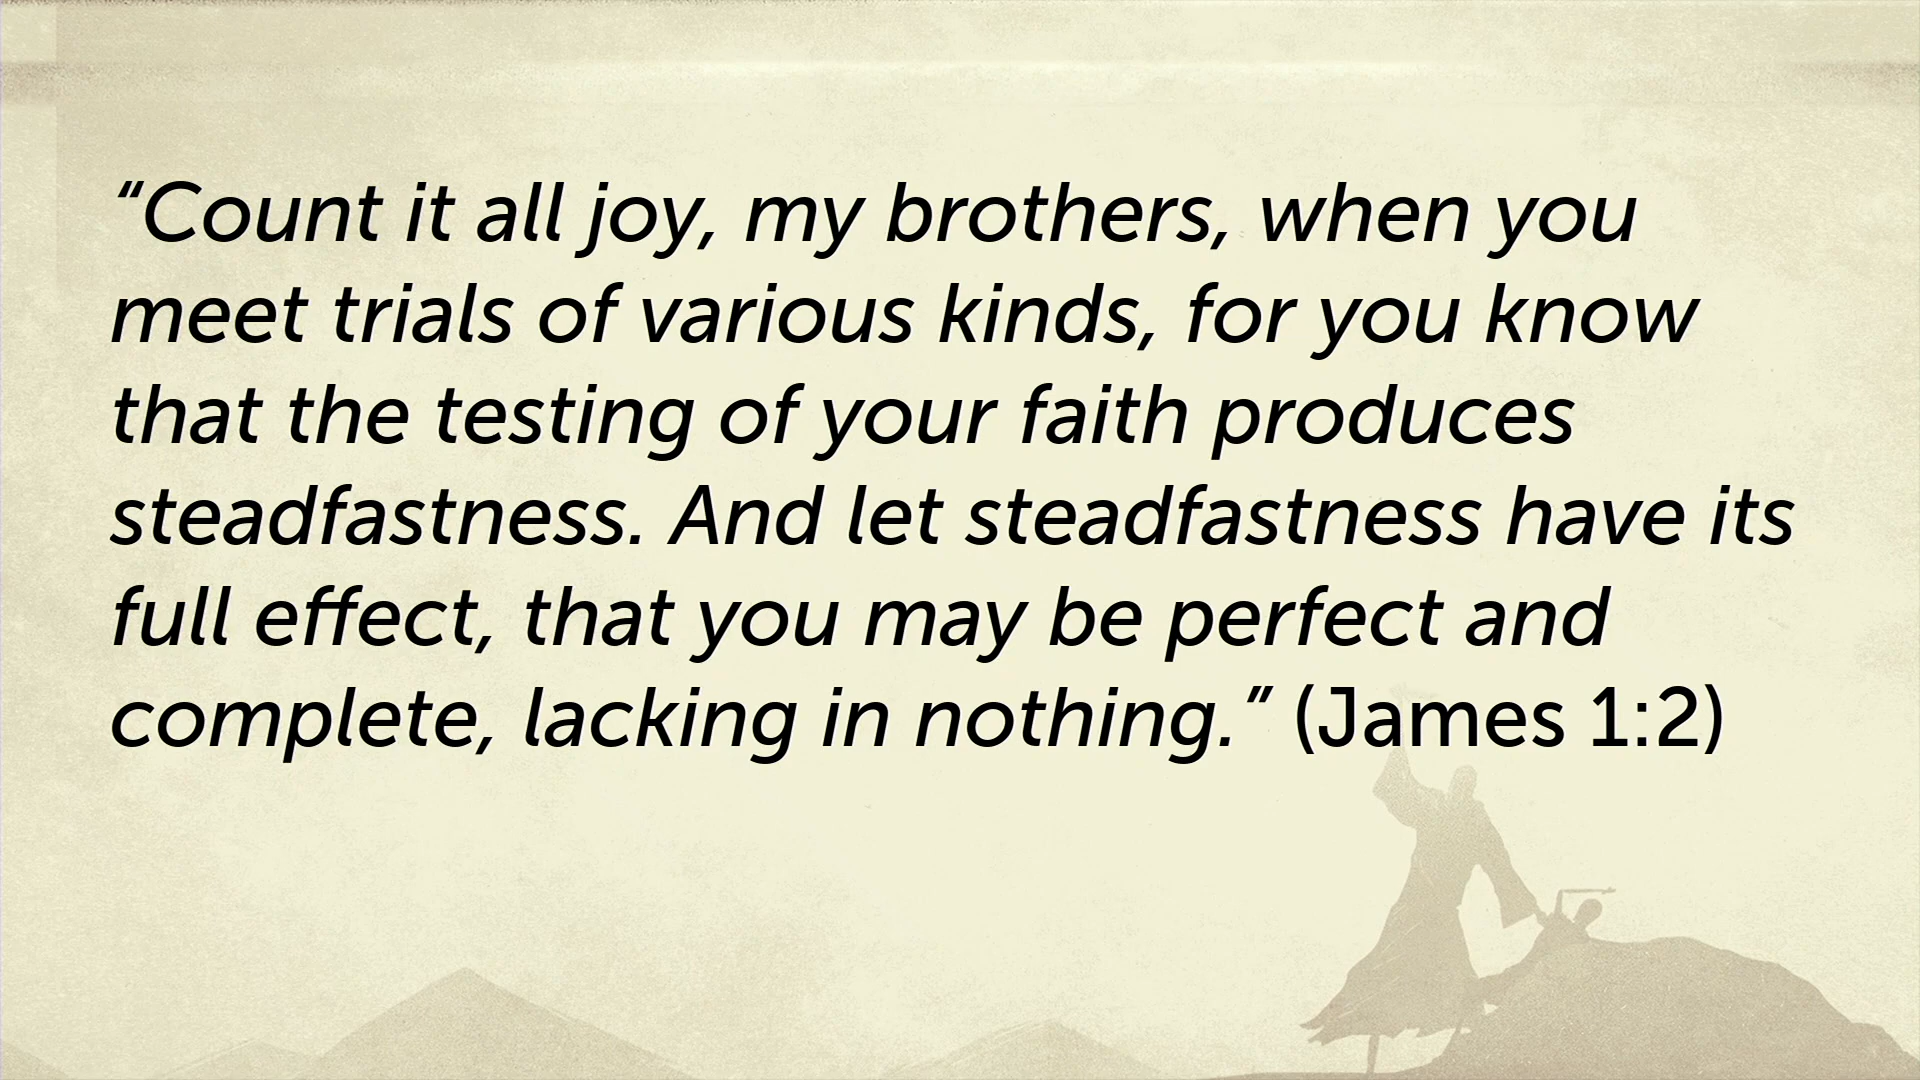 “Count it all joy, my brothers, when you
meet trials of various kinds, for you know
that the testing of your faith produces
steadfastness. And let steadfastness have its
full effect, that you may be perfect and
complete, lacking in nothing.” (James 1:2)